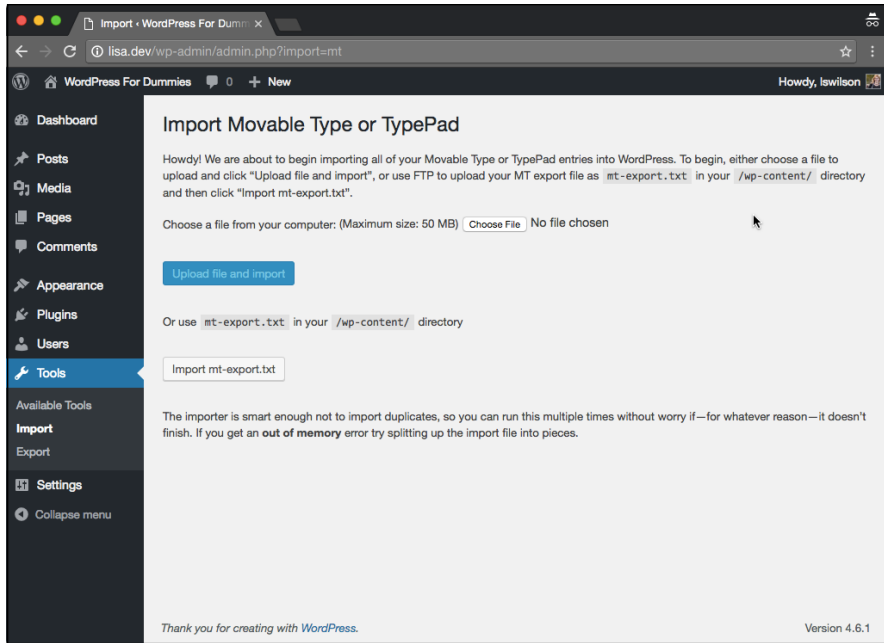 Import ‹ WordPress For Dumm
lisa.dev/wp-admin/admin.php?import=mt
WordPress For Dummies 0 + New Howdy, lswilson
Dashboard
Posts
Media
Pages
Comments
Appearance
Plugins
Users
Tools
Available Tools
Import
Export
Settings
Collapse menu
Import Movable Type or TypePad
Howdy! We are about to begin importing all of your Movable Type or TypePad entries into WordPress. To begin, either choose a file to
upload and click “Upload file and import”, or use FTP to upload your MT export file as mt-export.txt in your /wp-content/ directory
and then click “Import mt-export.txt”.
Choose a file from your computer: (Maximum size: 50 MB) Choose File No file chosen
Upload file and import
Or use mt-export.txt in your /wp-content/ directory
Import mt-export.txt
The importer is smart enough not to import duplicates, so you can run this multiple times without worry if—for whatever reason—it doesn’t
finish. If you get an out of memory error try splitting up the import file into pieces.
Thank you for creating with WordPress. Version 4.6.1